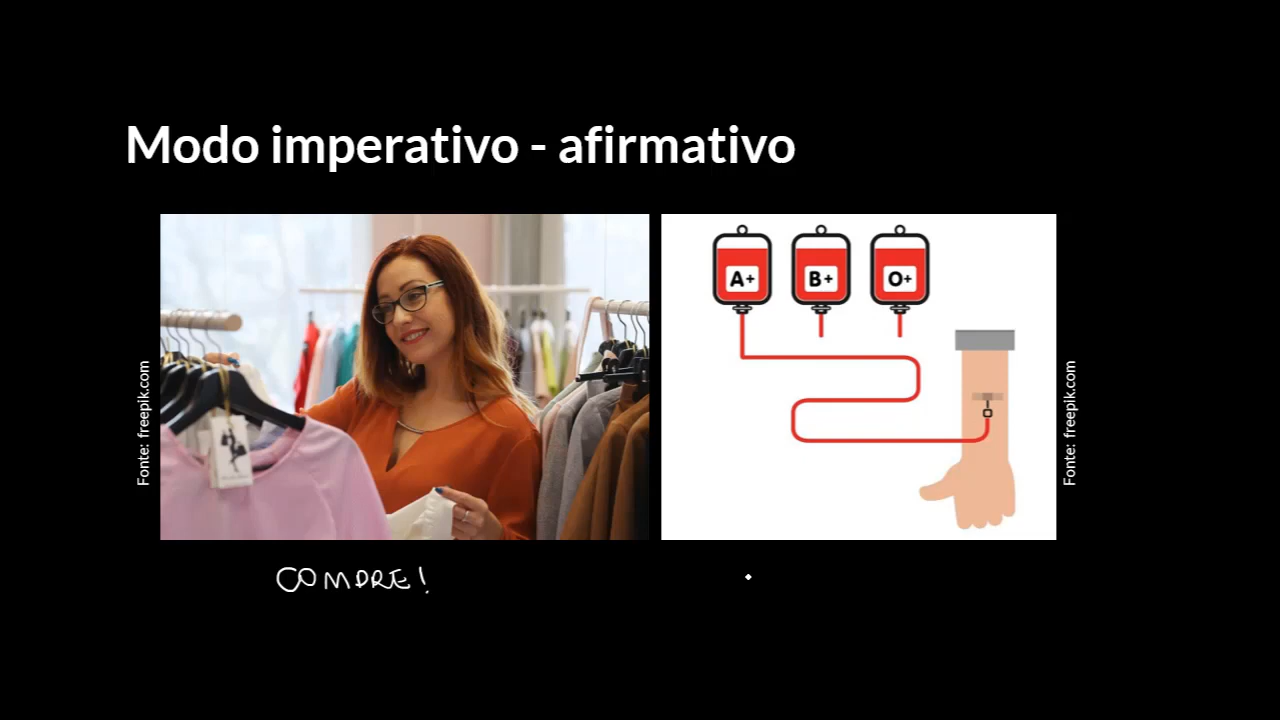 Modo imperativo - afirmativo
Fonte: freepik.com
A+
B+
O+
Fonte: freepik.com
COMPRE!